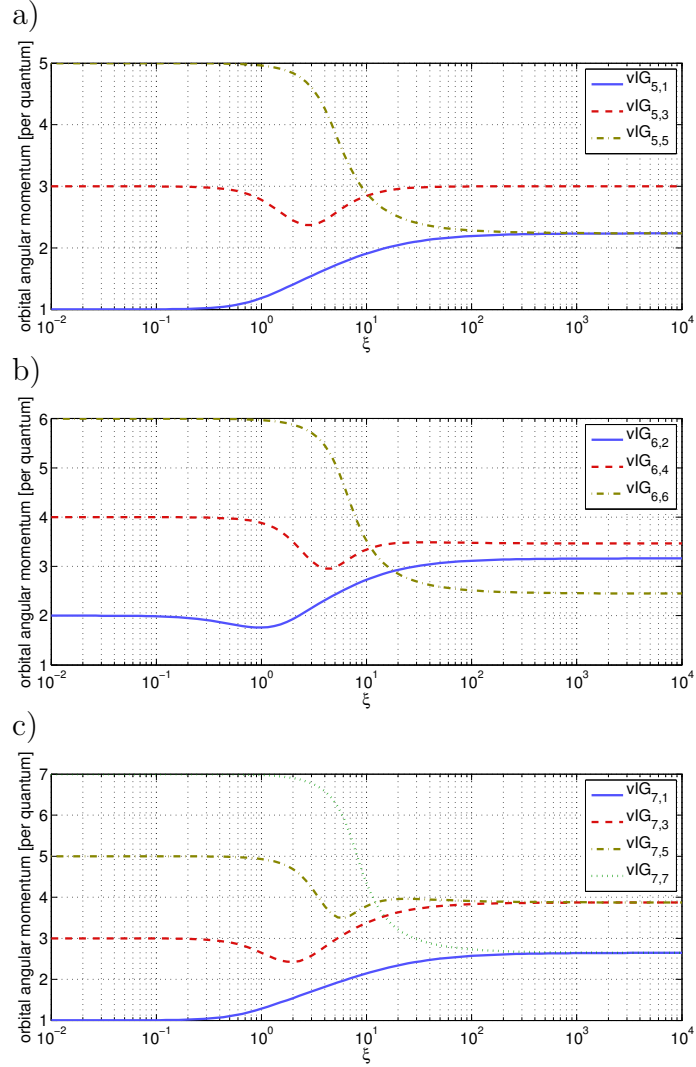 a)
orbital angular momentum [per quantum]
5
4
3
2
1
vIG5,1
vIG5,3
vIG5,5
10−2 10−1 100 101 102 103 104
ξ
b)
orbital angular momentum [per quantum]
6
5
4
3
2
1
vIG6,2
vIG6,4
vIG6,6
10−2 10−1 100 101 102 103 104
ξ
c)
orbital angular momentum [per quantum]
7
6
5
4
3
2
1
vIG7,1
vIG7,3
vIG7,5
vIG7,7
10−2 10−1 100 101 102 103 104
ξ